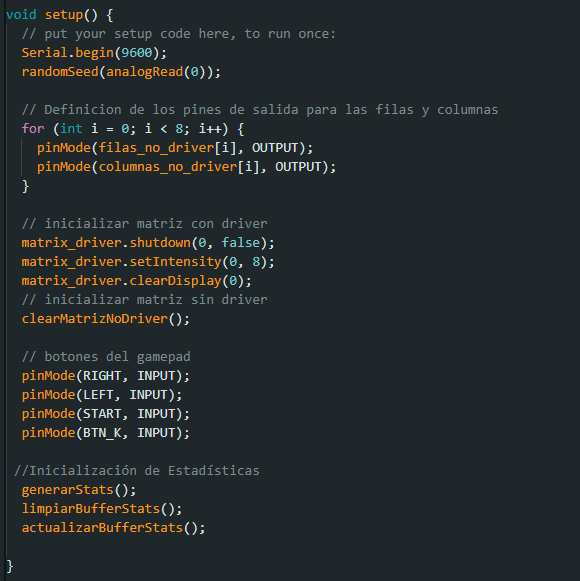 void setup() {
  // put your setup code here, to run once:
  Serial.begin(9600);
  randomSeed(analogRead(0));

  // Definicion de los pines de salida para las filas y columnas
  for (int i = 0; i < 8; i++) {
    pinMode(filas_no_driver[i], OUTPUT);
    pinMode(columnas_no_driver[i], OUTPUT);
  }

  // inicializar matriz con driver
  matrix_driver.shutdown(0, false);
  matrix_driver.setIntensity(0, 8);
  matrix_driver.clearDisplay(0);
  // inicializar matriz sin driver
  clearMatrizNoDriver();

  // botones del gamepad
  pinMode(RIGHT, INPUT);
  pinMode(LEFT, INPUT);
  pinMode(START, INPUT);
  pinMode(BTN_K, INPUT);

 //Inicialización de Estadísticas
  generarStats();
  limpiarBufferStats();
  actualizarBufferStats();

}